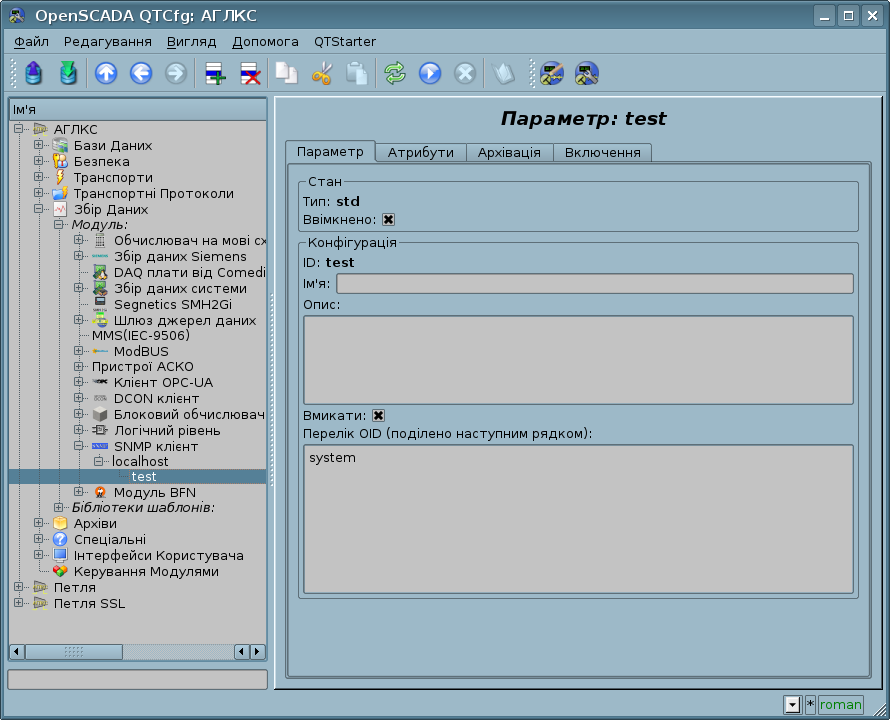 OpenSCADA QTCfg: АГЛКС
Файл Редагування Вигляд Допомога QTStarter
Ім'я
АГЛКС
Бази Даних
Безпека
Транспорти
Транспортні Протоколи
Збір Даних
Модуль:
Обчислювач на мові сх
Збір даних Siemens
DAQ плати від Comedi
Збір даних системи
Segnetics SMH2Gi
Шлюз джерел даних
MMS(IEC-9506)
ModBUS
Пристрої АСКО
Клієнт OPC-UA
DCON клієнт
Блоковий обчислювач
Логічний рівень
SNMP клієнт
localhost
test
Модуль BFN
Бібліотеки шаблонів:
Архіви
Спеціальні
Інтерфейси Користувача
Керування Модулями
Петля
Петля SSL
Параметр: test
Параметр Атрибути Архівація Включення
Стан
Тип: std
Ввімкнено:
Конфігурація
ID: test
Ім'я:
Опис:
Вмикати:
Перелік OID (поділено наступним рядком):
system
* roman